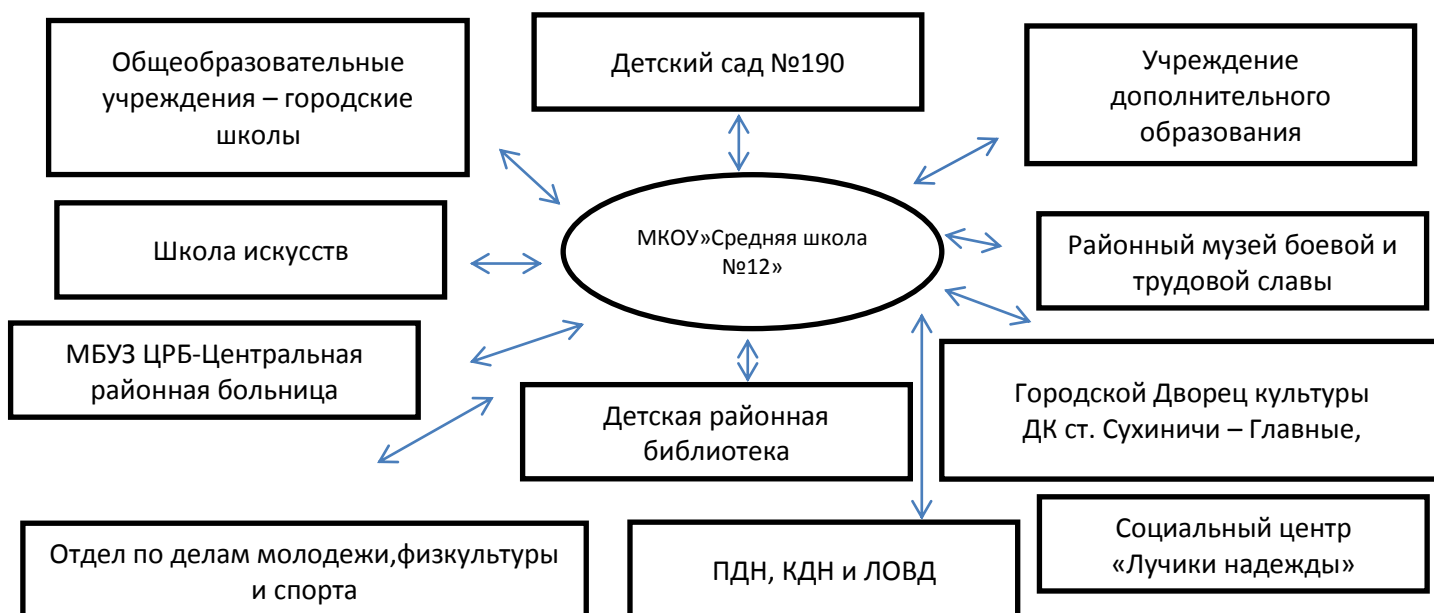 Общеобразовательные
учреждения – городские
школы
Детский сад №190
Учреждение
дополнительного
образования
Школа искусств
МКОУ»Средняя школа
№12»
Районный музей боевой и
трудовой славы
МБУЗ ЦРБ-Центральная
районная больница
Детская районная
библиотека
Городской Дворец культуры
ДК ст. Сухиничи – Главные,
Отдел по делам молодежи,физкультуры
и спорта
ПДН, КДН и ЛОВД
Социальный центр
«Лучики надежды»